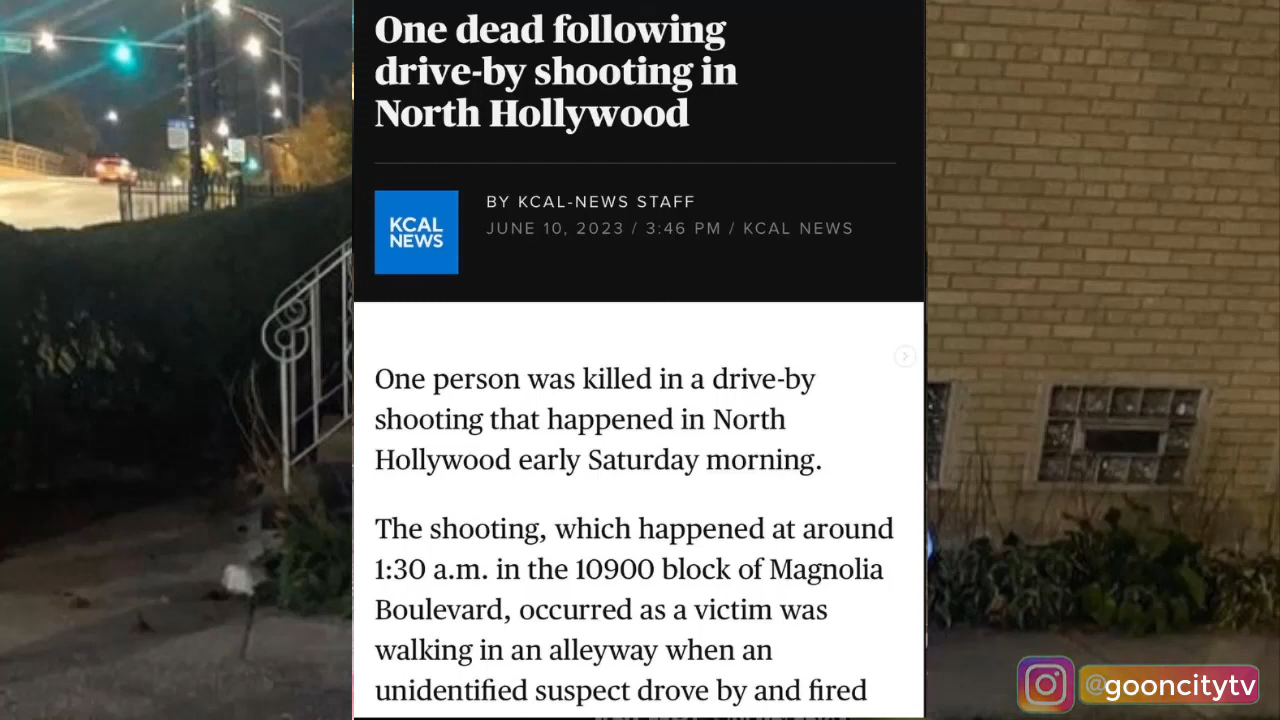 One dead following
drive-by shooting in
North Hollywood
KCAL
NEWS
BY KCAL-NEWS STAFF
JUNE 10, 2023 / 3:46 PM / KCAL NEWS
One person was killed in a drive-by
shooting that happened in North
Hollywood early Saturday morning.
The shooting, which happened at around
1:30 a.m. in the 10900 block of Magnolia
Boulevard, occurred as a victim was
walking in an alleyway when an
unidentified suspect drove by and fired
@gooncitytv